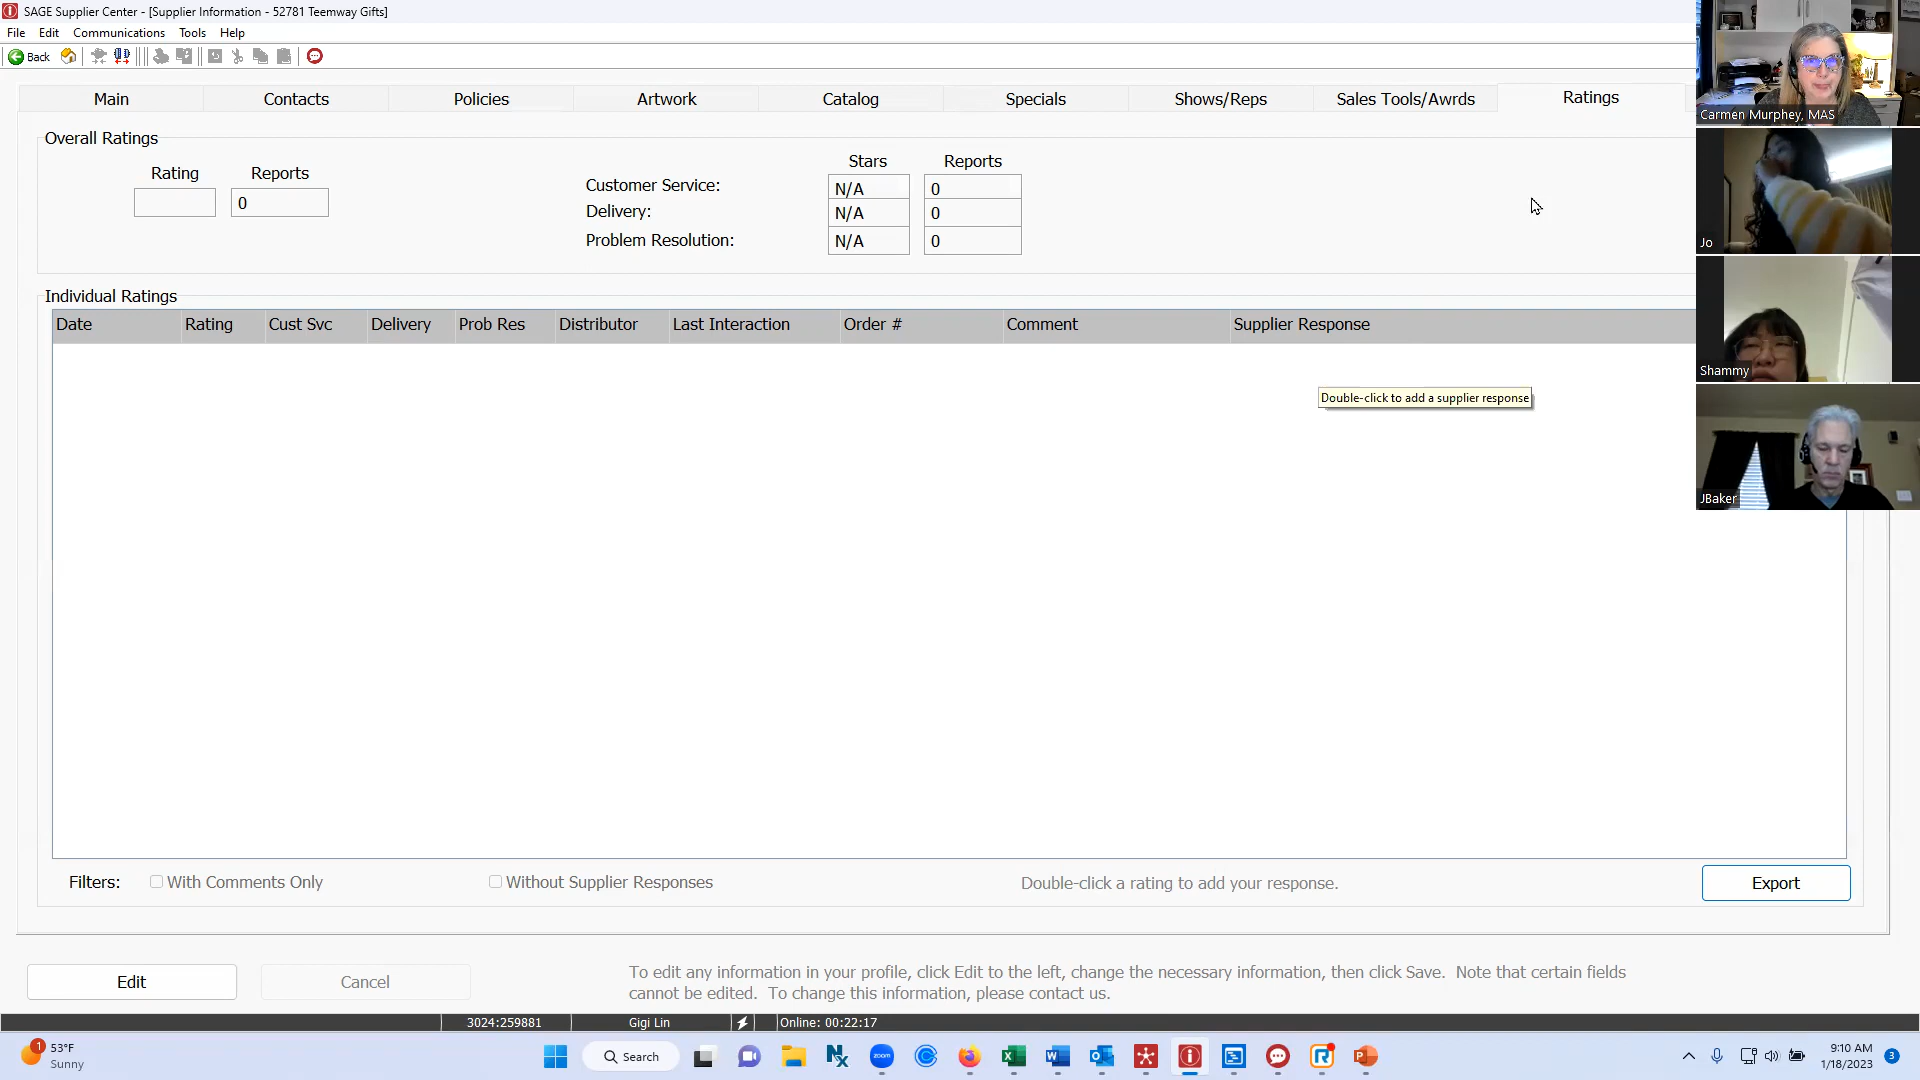 SAGE Supplier Center - [Supplier Information - 52781 Teemway Gifts]
File Edit Communications Tools Help
Back
Main Contacts Policies Artwork Catalog Specials Shows/Reps Sales Tools/Awrds Ratings
Carmen Murphey, MAS
Overall Ratings
Rating Reports
0
Stars Reports
Customer Service: N/A 0
Delivery: N/A 0
Problem Resolution: N/A 0
Jo
Individual Ratings
Date Rating Cust Svc Delivery Prob Res Distributor Last Interaction Order # Comment Supplier Response
Shammy
Double-click to add a supplier response
JBaker
Filters: With Comments Only Without Supplier Responses Double-click a rating to add your response. Export
Edit Cancel
To edit any information in your profile, click Edit to the left, change the necessary information, then click Save. Note that certain fields
cannot be edited. To change this information, please contact us.
3024:259881 Gigi Lin Online: 00:22:17
1
53°F
Sunny
Search
zoom
9:10 AM
1/18/2023
3